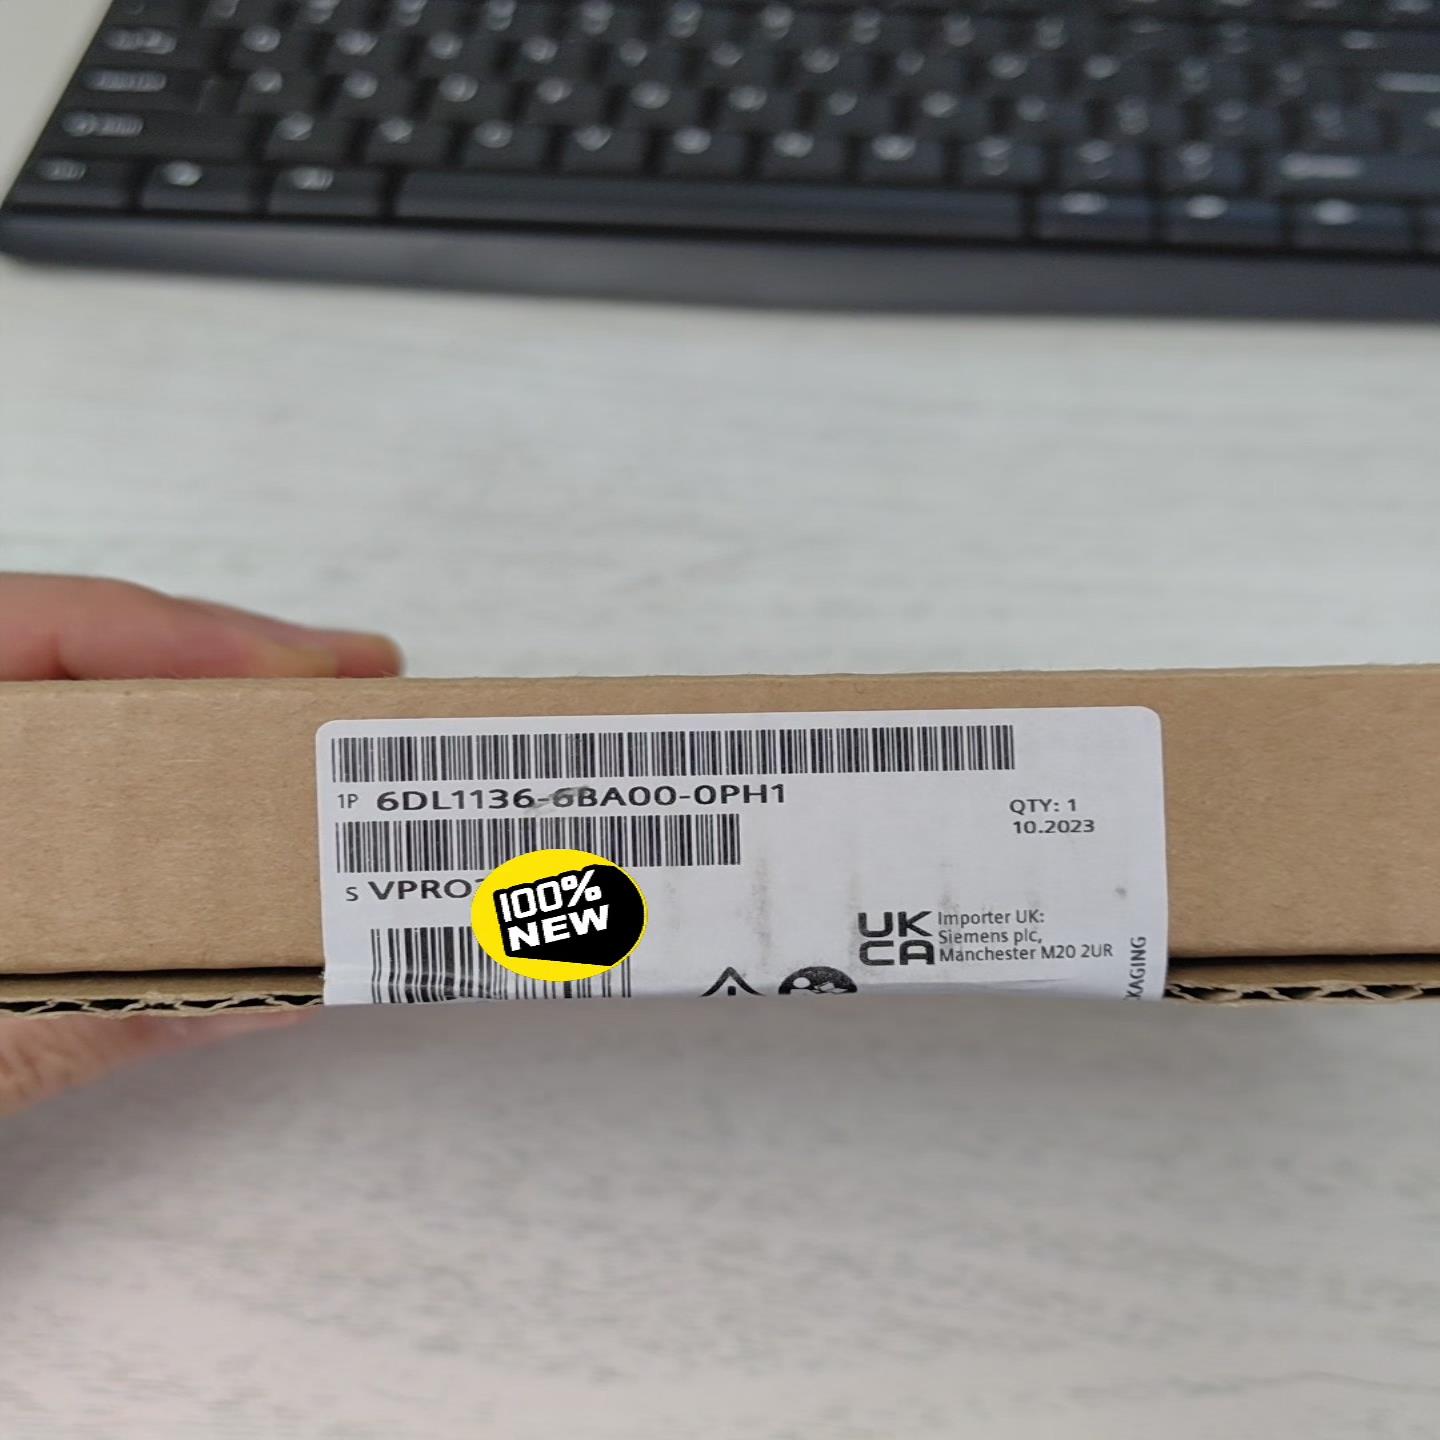 1P 6DL1136-6BA00-0PH1
QTY: 1
10.2023
S VPRO
100%
NEW
UK
CA
Importer UK:
Siemens plc,
Manchester M20 2UR